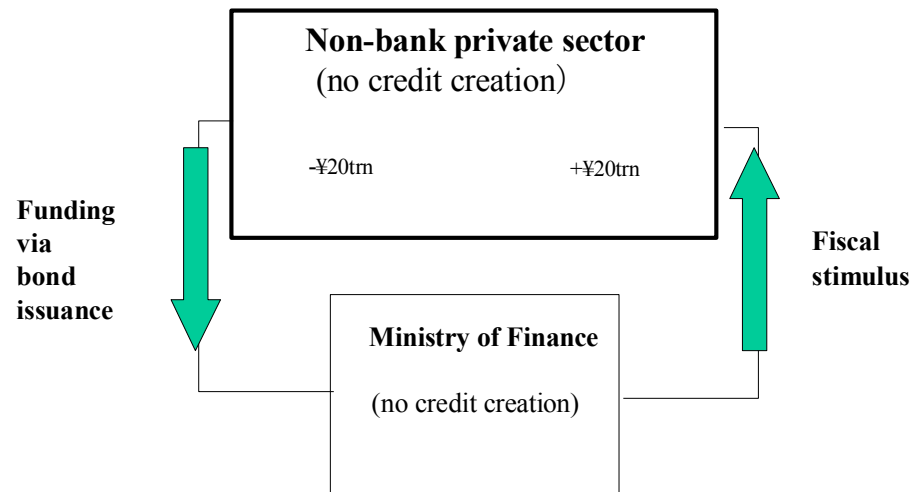 Non-bank private sector
(no credit creation)
-¥20trn
+¥20trn
Funding
via
bond
issuance
Fiscal
stimulus
Ministry of Finance
(no credit creation)